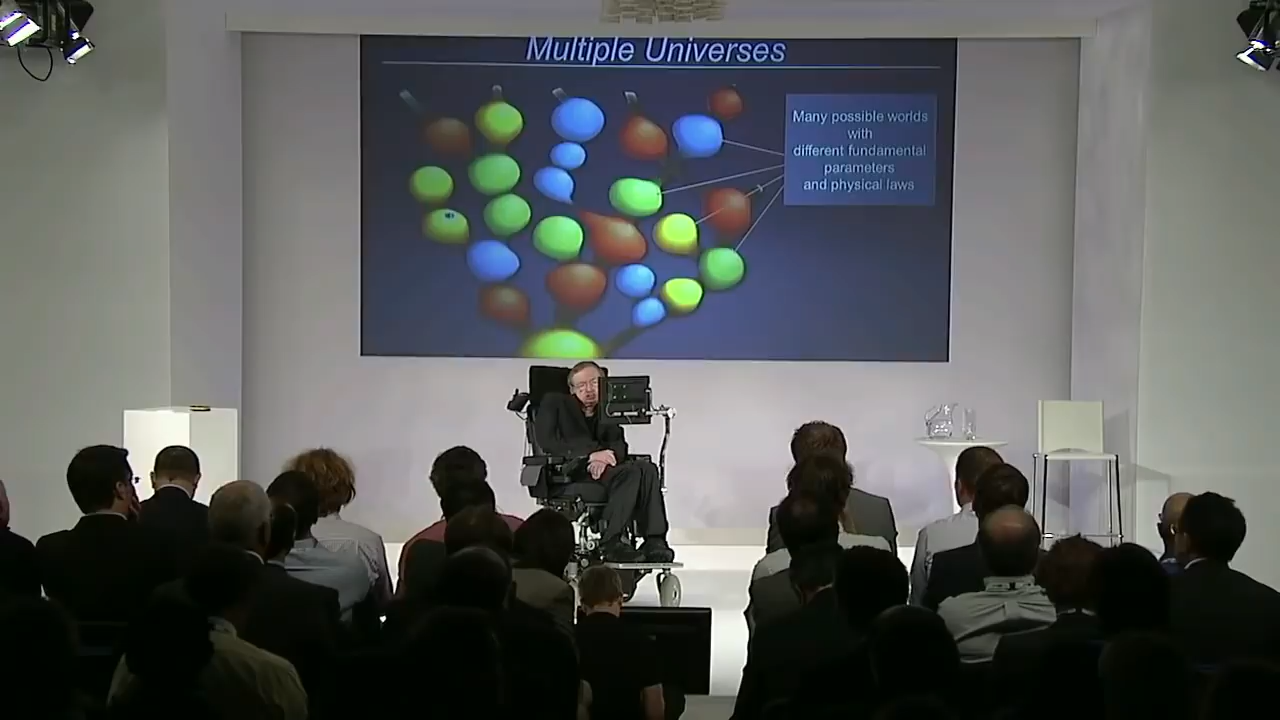 Multiple Universes
Many possible worlds
with
different fundamental
parameters
and physical laws